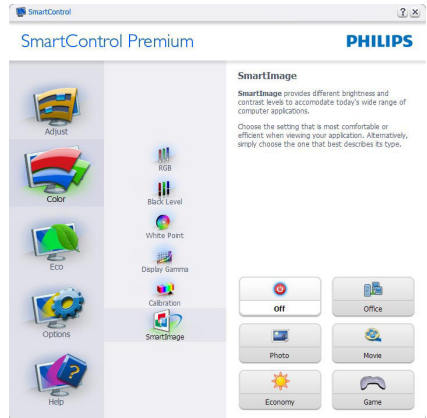 SmartControl
SmartControl Premium
PHILIPS
Adjust
Color
Eco
Options
Help
RGB
Black Level
White Point
Display Gamma
Calibration
SmartImage
SmartImage
SmartImage provides different brightness and
contrast levels to accomodate today's wide range of
computer applications.
Choose the setting that is most comfortable or
efficient when viewing your application. Alternatively,
simply choose the one that best describes its type.
Off
Office
Photo
Movie
Economy
Game